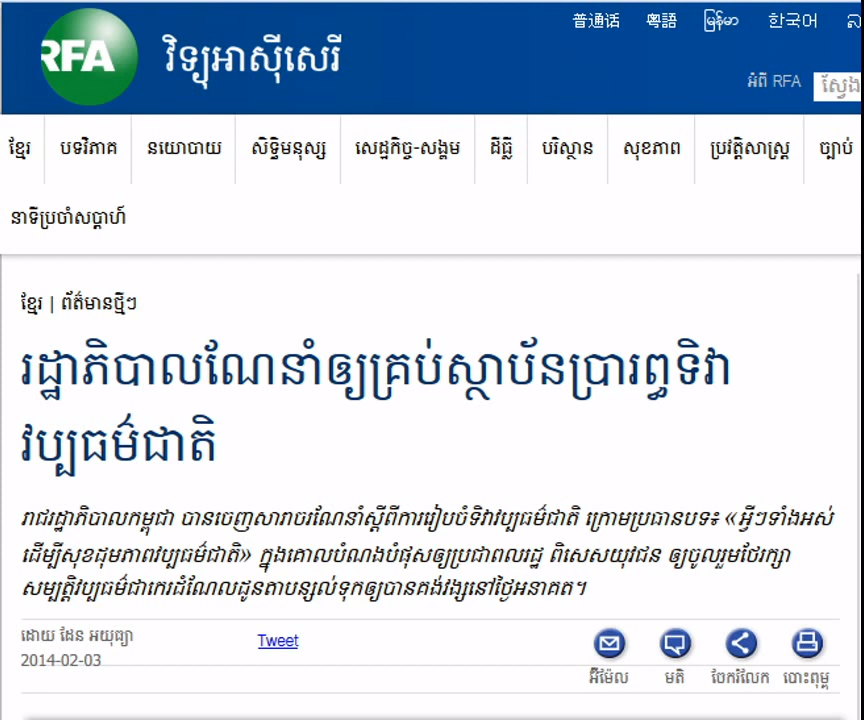 普通话 粤語 မြန်မာ 한국어
RFA វិទ្យុអាស៊ីសេរី
អំពី RFA ស្វែង
ខ្មែរ បទវិភាគ នយោបាយ សិទ្ធិមនុស្ស សេដ្ឋកិច្ច-សង្គម ដីធ្លី បរិស្ថាន សុខភាព ប្រវត្តិសាស្ត្រ ច្បាប់
នាទីប្រចាំសប្ដាហ៍
ខ្មែរ | ព័ត៌មានថ្មីៗ
រដ្ឋាភិបាលណែនាំឲ្យគ្រប់ស្ថាប័នប្រារព្ធទិវា
វប្បធម៌ជាតិ
រាជរដ្ឋាភិបាលកម្ពុជា បានចេញសារាចរណែនាំស្ដីពីការរៀបចំទិវាវប្បធម៌ជាតិ ក្រោមប្រធានបទ៖ «អ្វីៗទាំងអស់
ដើម្បីសុខដុមភាពវប្បធម៌ជាតិ» ក្នុងគោលបំណងបំផុសឲ្យប្រជាពលរដ្ឋ ពិសេសយុវជន ឲ្យចូលរួមថែរក្សា
សម្បត្តិវប្បធម៌ជាកេរដំណែលដូនតាបន្សល់ទុកឲ្យបានគង់វង្សនៅថ្ងៃអនាគត។
ដោយ ដែន អយុធ្យា
2014-02-03
Tweet
អ៊ីម៉ែល មតិ ចែករំលែក បោះពុម្ព